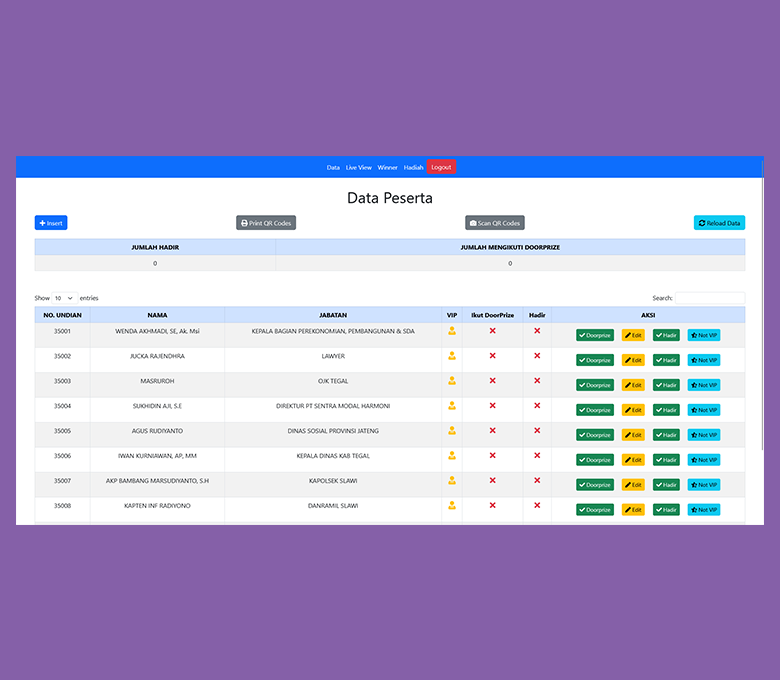 Data Live View Winner Hadiah Logout
Data Peserta
Insert Print QR Codes Scan QR Codes Reload Data
JUMLAH HADIR JUMLAH MENGIKUTI DOORPRIZE
0 0
Show 10 entries Search:
NO. UNDIAN NAMA JABATAN VIP Ikut DoorPrize Hadir AKSI
35001 WENDA AKHMADI, SE, Ak. Msi KEPALA BAGIAN PEREKONOMIAN, PEMBANGUNAN & SDA Doorprize Edit Hadir Not VIP
35002 JUCKA RAJENDHRA LAWYER Doorprize Edit Hadir Not VIP
35003 MASRUROH OJK TEGAL Doorprize Edit Hadir Not VIP
35004 SUKHIDIN AJI, S.E DIREKTUR PT SENTRA MODAL HARMONI Doorprize Edit Hadir Not VIP
35005 AGUS RUDIYANTO DINAS SOSIAL PROVINSI JATENG Doorprize Edit Hadir Not VIP
35006 IWAN KURNIAWAN, AP, MM KEPALA DINAS KAB TEGAL Doorprize Edit Hadir Not VIP
35007 AKP BAMBANG MARSUDIYANTO, S.H KAPOLSEK SLAWI Doorprize Edit Hadir Not VIP
35008 KAPTEN INF RADIYONO DANRAMIL SLAWI Doorprize Edit Hadir Not VIP